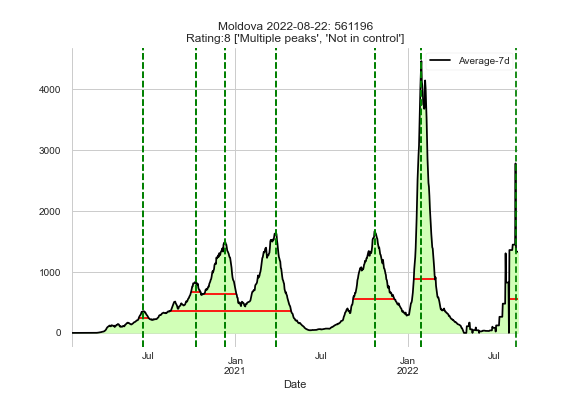 Moldova 2022-08-22: 561196
Rating:8 ['Multiple peaks', 'Not in control']
Average-7d
4000
3000
2000
1000
0
Jul
Jan
2021
Jul
Jan
2022
Jul
Date